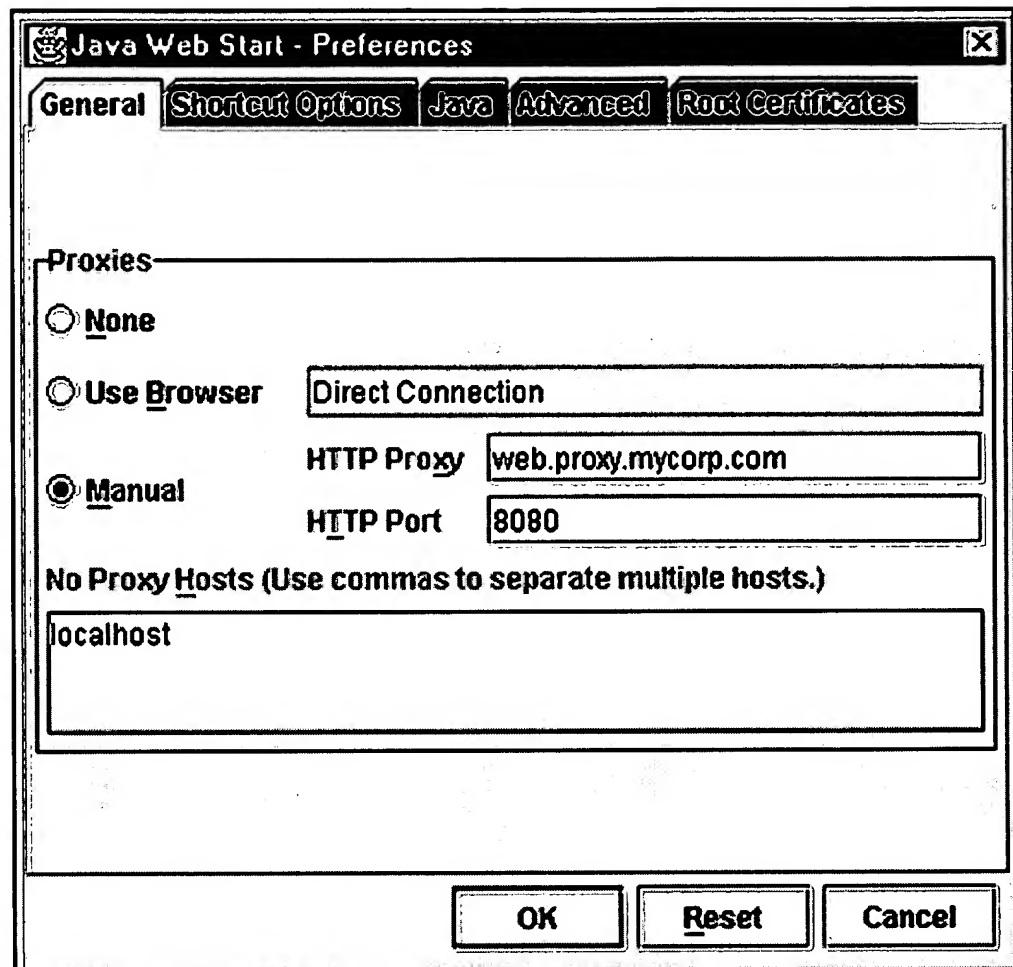 Java Web Start - Preferences
General Shortcut Options Java Advanced Root Certificates
Proxies
None
Use Browser Direct Connection
HTTP Proxy web.proxy.mycorp.com
Manual
HTTP Port 8080
No Proxy Hosts (Use commas to separate multiple hosts.)
localhost
OK Reset Cancel